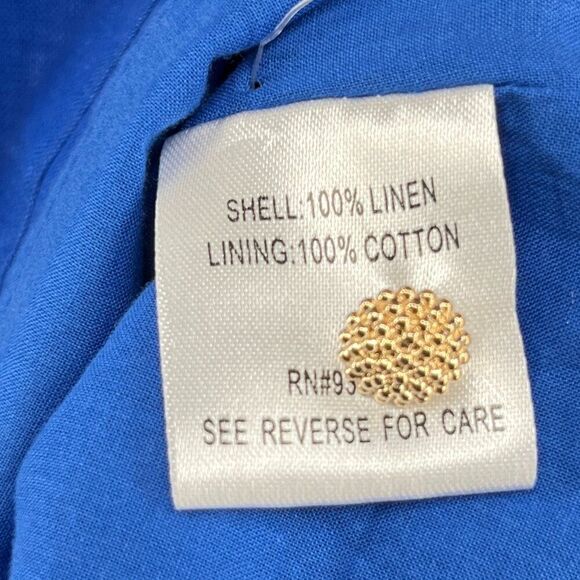 SHELL:100% LINEN
LINING:100% COTTON
RN#93
SEE REVERSE FOR CARE